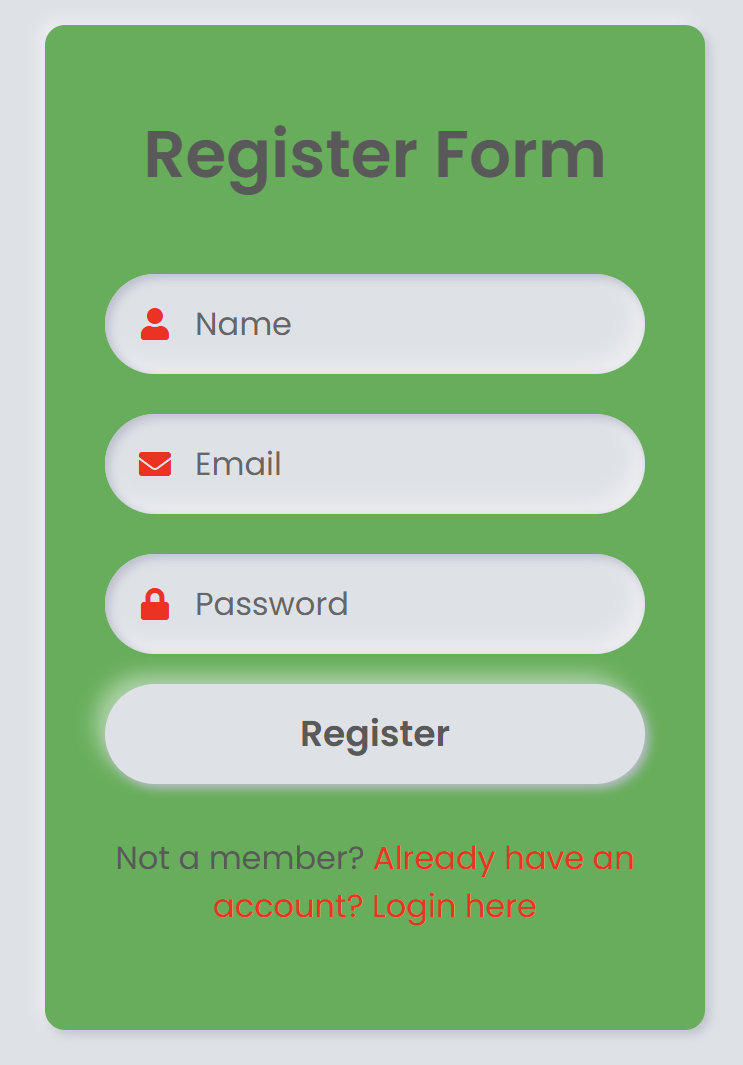 Register Form
Name
Email
Password
Register
Not a member? Already have an
account? Login here